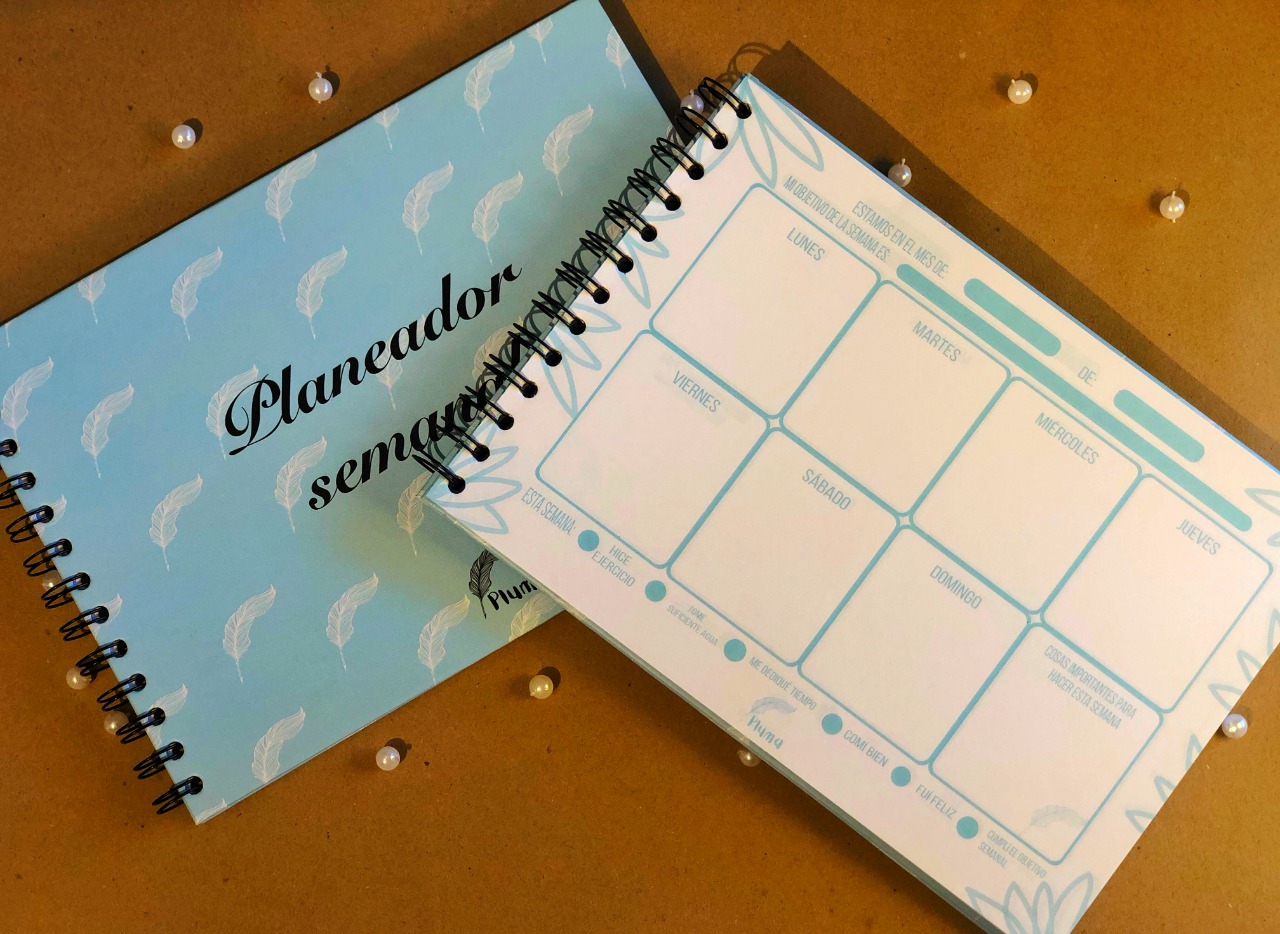 Planeador
semanal
Pluma
ESTAMOS EN EL MES DE:
DE:
MI OBJETIVO DE LA SEMANA ES:
LUNES
MARTES
MIÉRCOLES
JUEVES
VIERNES
SÁBADO
DOMINGO
COSAS IMPORTANTES PARA
HACER ESTA SEMANA
ESTA SEMANA:
HICE
EJERCICIO
TOMÉ
SUFICIENTE AGUA
ME DEDIQUÉ TIEMPO
COMÍ BIEN
FUI FELIZ
CUMPLÍ EL OBJETIVO
SEMANAL
Pluma